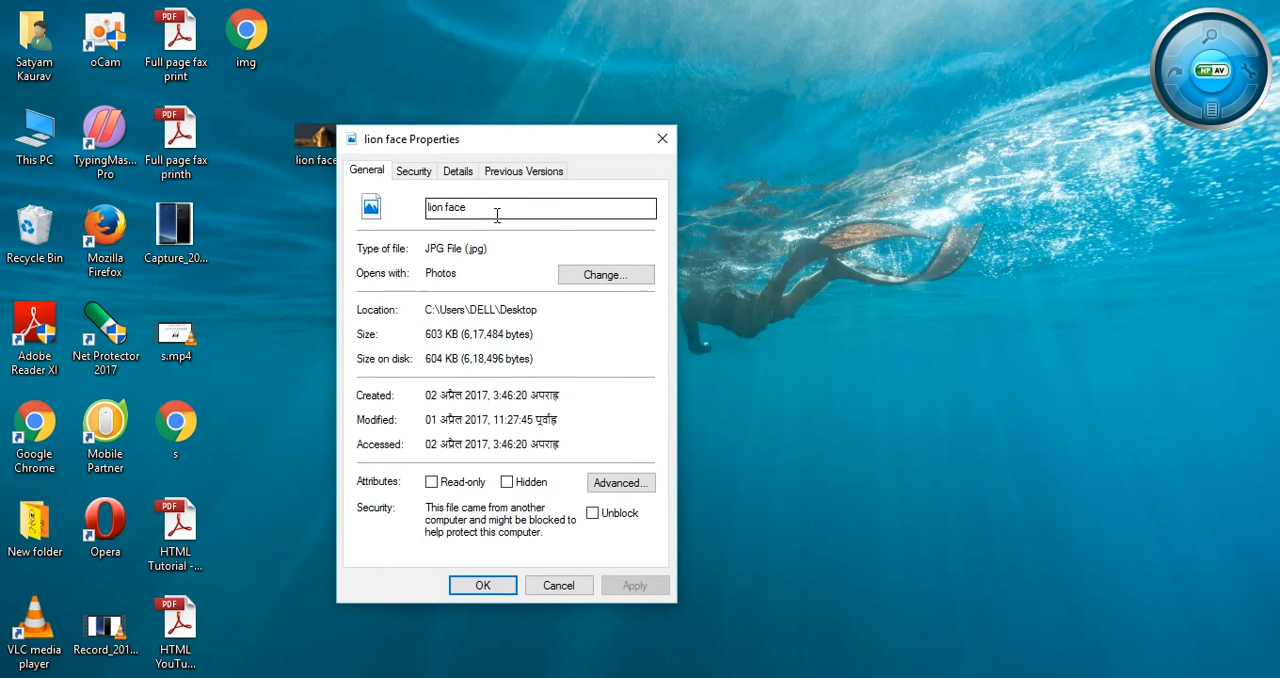 Satyam
Kaurav
oCam
Full page fax
print
img
This PC
TypingMas...
Pro
Full page fax
printh
lion face
Recycle Bin
Mozilla
Firefox
Capture_20...
Adobe
Reader XI
Net Protector
2017
s.mp4
Google
Chrome
Mobile
Partner
s
New folder
Opera
HTML
Tutorial -...
VLC media
player
Record_201...
HTML
YouTu...
PDF
PDF
PDF
PDF
NP AV
lion face Properties
General
Security
Details
Previous Versions
lion face
Type of file: JPG File (.jpg)
Opens with: Photos
Change...
Location: C:\Users\DELL\Desktop
Size: 603 KB (6,17,484 bytes)
Size on disk: 604 KB (6,18,496 bytes)
Created: 02 अप्रैल 2017, 3:46:20 अपराह्न
Modified: 01 अप्रैल 2017, 11:27:45 पूर्वाह्न
Accessed: 02 अप्रैल 2017, 3:46:20 अपराह्न
Attributes: Read-only Hidden Advanced...
Security: This file came from another
computer and might be blocked to
help protect this computer.
Unblock
OK Cancel Apply